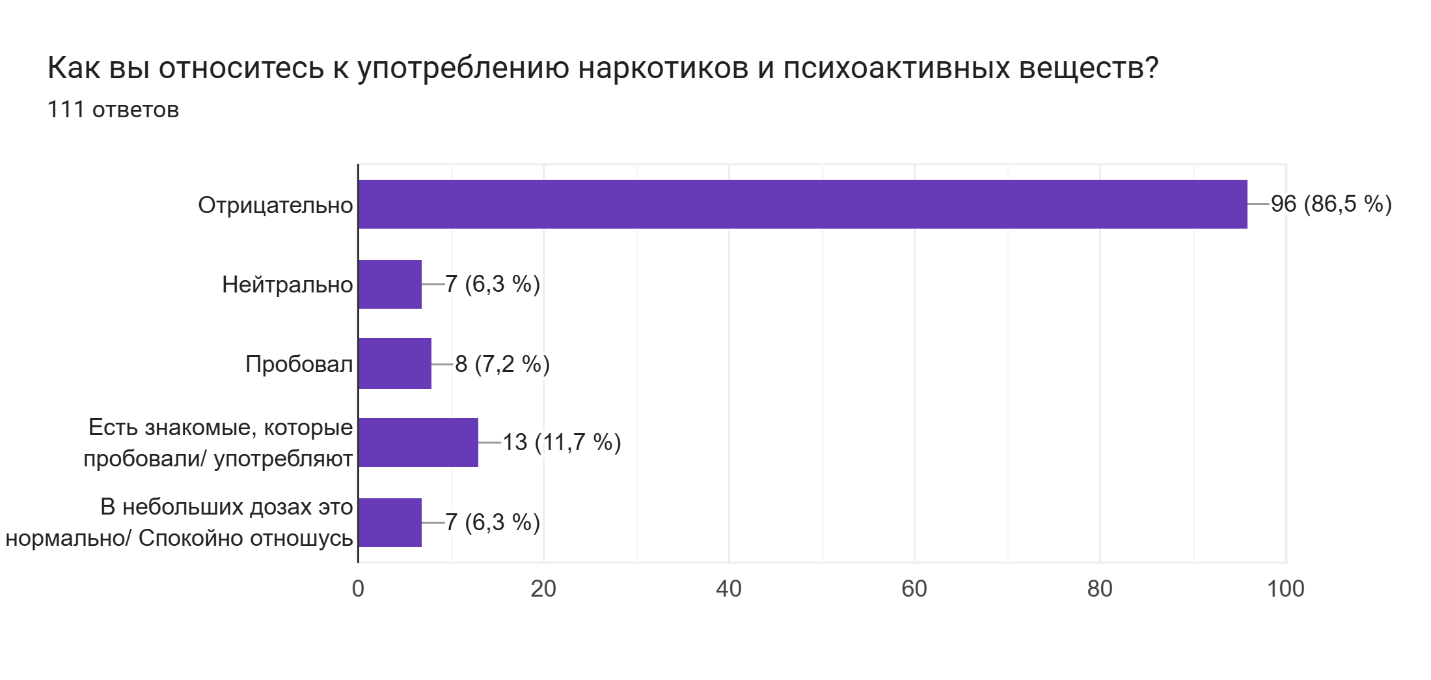 Как вы относитесь к употреблению наркотиков и психоактивных веществ?
111 ответов
Отрицательно
96 (86,5 %)
Нейтрально
7 (6,3 %)
Пробовал
8 (7,2 %)
Есть знакомые, которые
пробовали/ употребляют
13 (11,7 %)
В небольших дозах это
нормально/ Спокойно отношусь
7 (6,3 %)
0 20 40 60 80 100